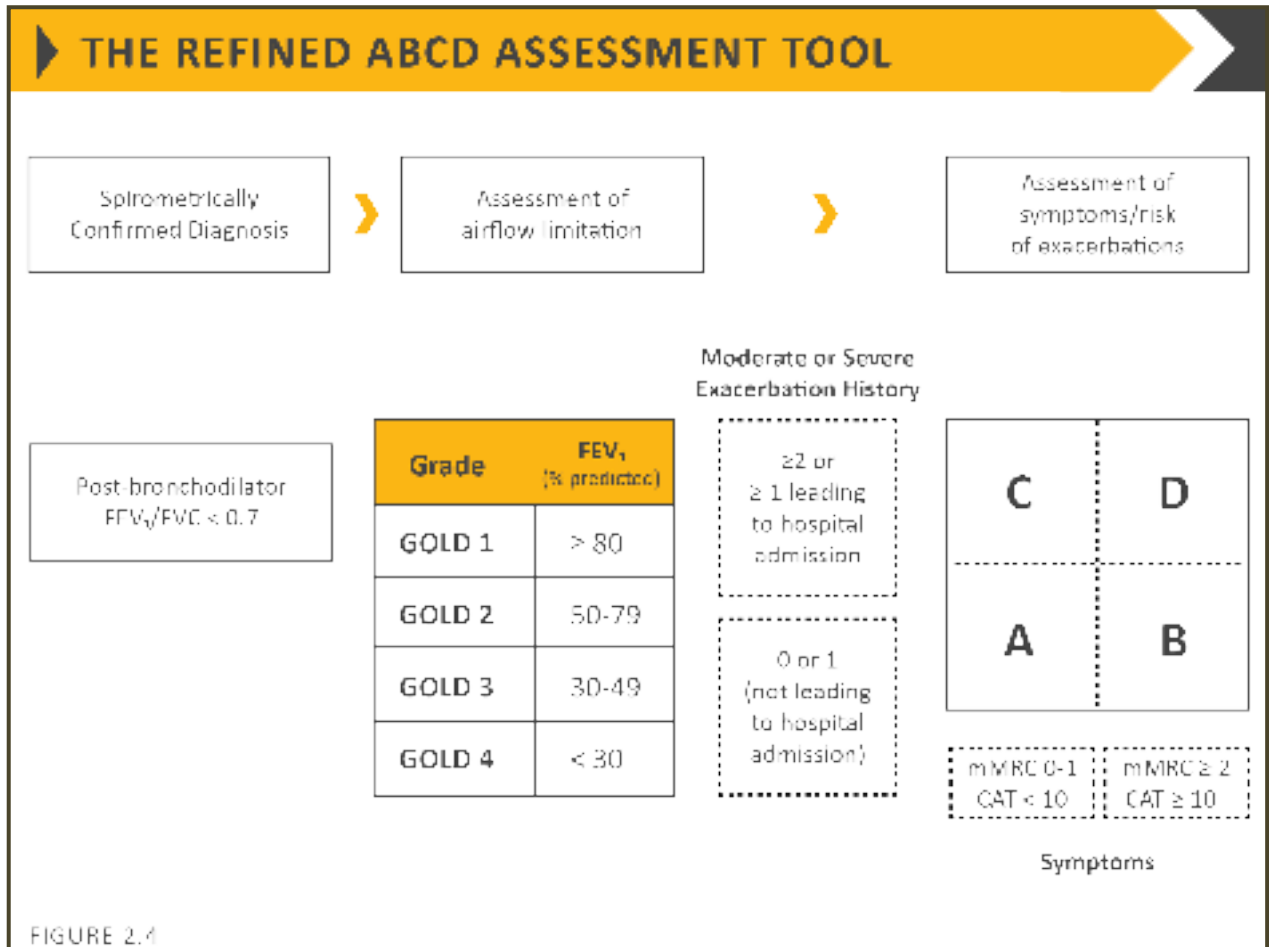 THE REFINED ABCD ASSESSMENT TOOL
Spirometrically
Confirmed Diagnosis
Assessment of
airflow limitation
Assessment of
symptoms/risk
of exacerbations
Moderate or Severe
Exacerbation History
Post-bronchodilator
FEV₁/FVC < 0.7
Grade
FEV₁
(% predicted)
GOLD 1
≥ 80
GOLD 2
50-79
GOLD 3
30-49
GOLD 4
< 30
≥2 or
≥ 1 leading
to hospital
admission
0 or 1
(not leading
to hospital
admission)
C
D
A
B
mMRC 0-1
CAT < 10
mMRC ≥ 2
CAT ≥ 10
Symptoms
FIGURE 2.4